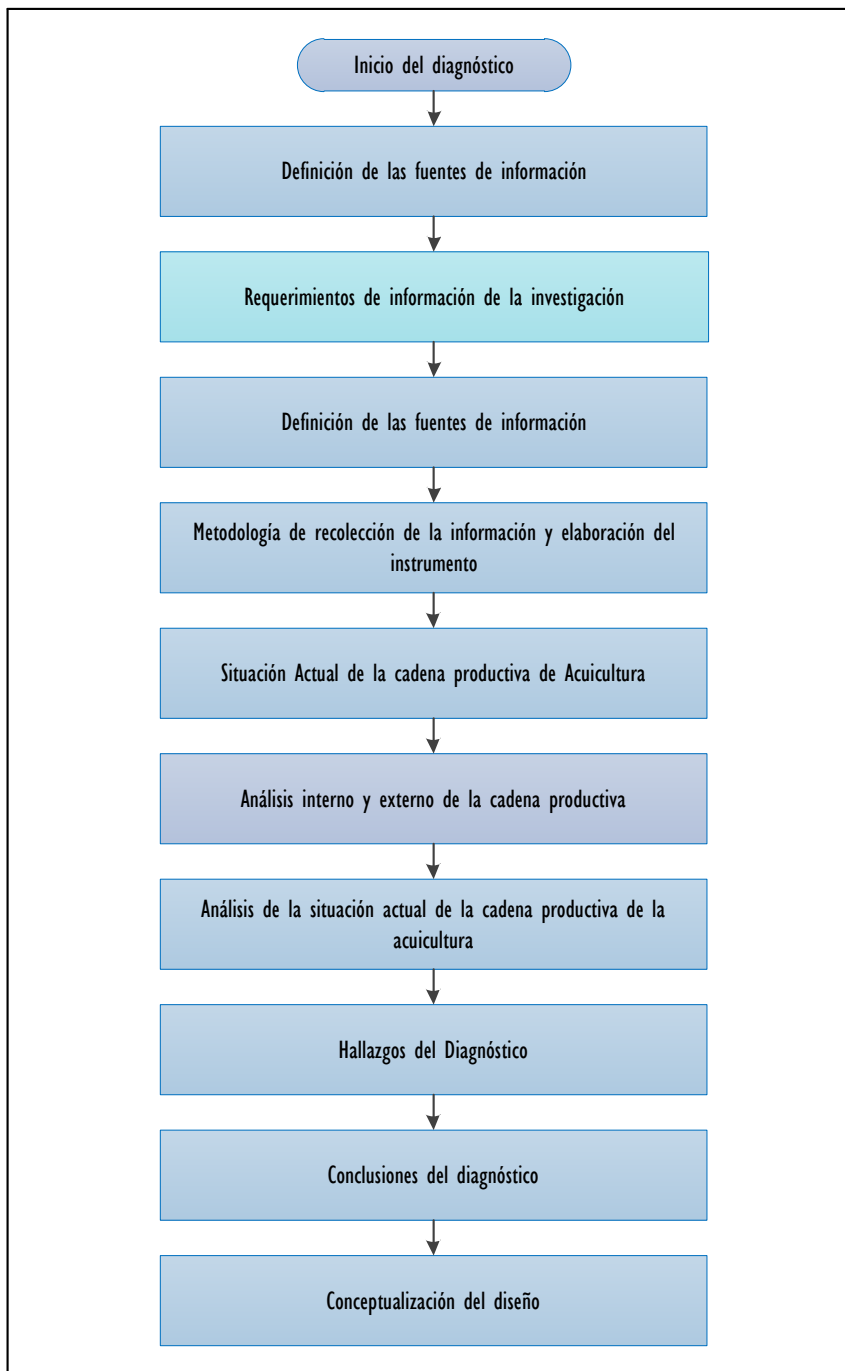 Inicio del diagnóstico
Definición de las fuentes de información
Requerimientos de información de la investigación
Definición de las fuentes de información
Metodología de recolección de la información y elaboración del
instrumento
Situación Actual de la cadena productiva de Acuicultura
Análisis interno y externo de la cadena productiva
Análisis de la situación actual de la cadena productiva de la
acuicultura
Hallazgos del Diagnóstico
Conclusiones del diagnóstico
Conceptualización del diseño